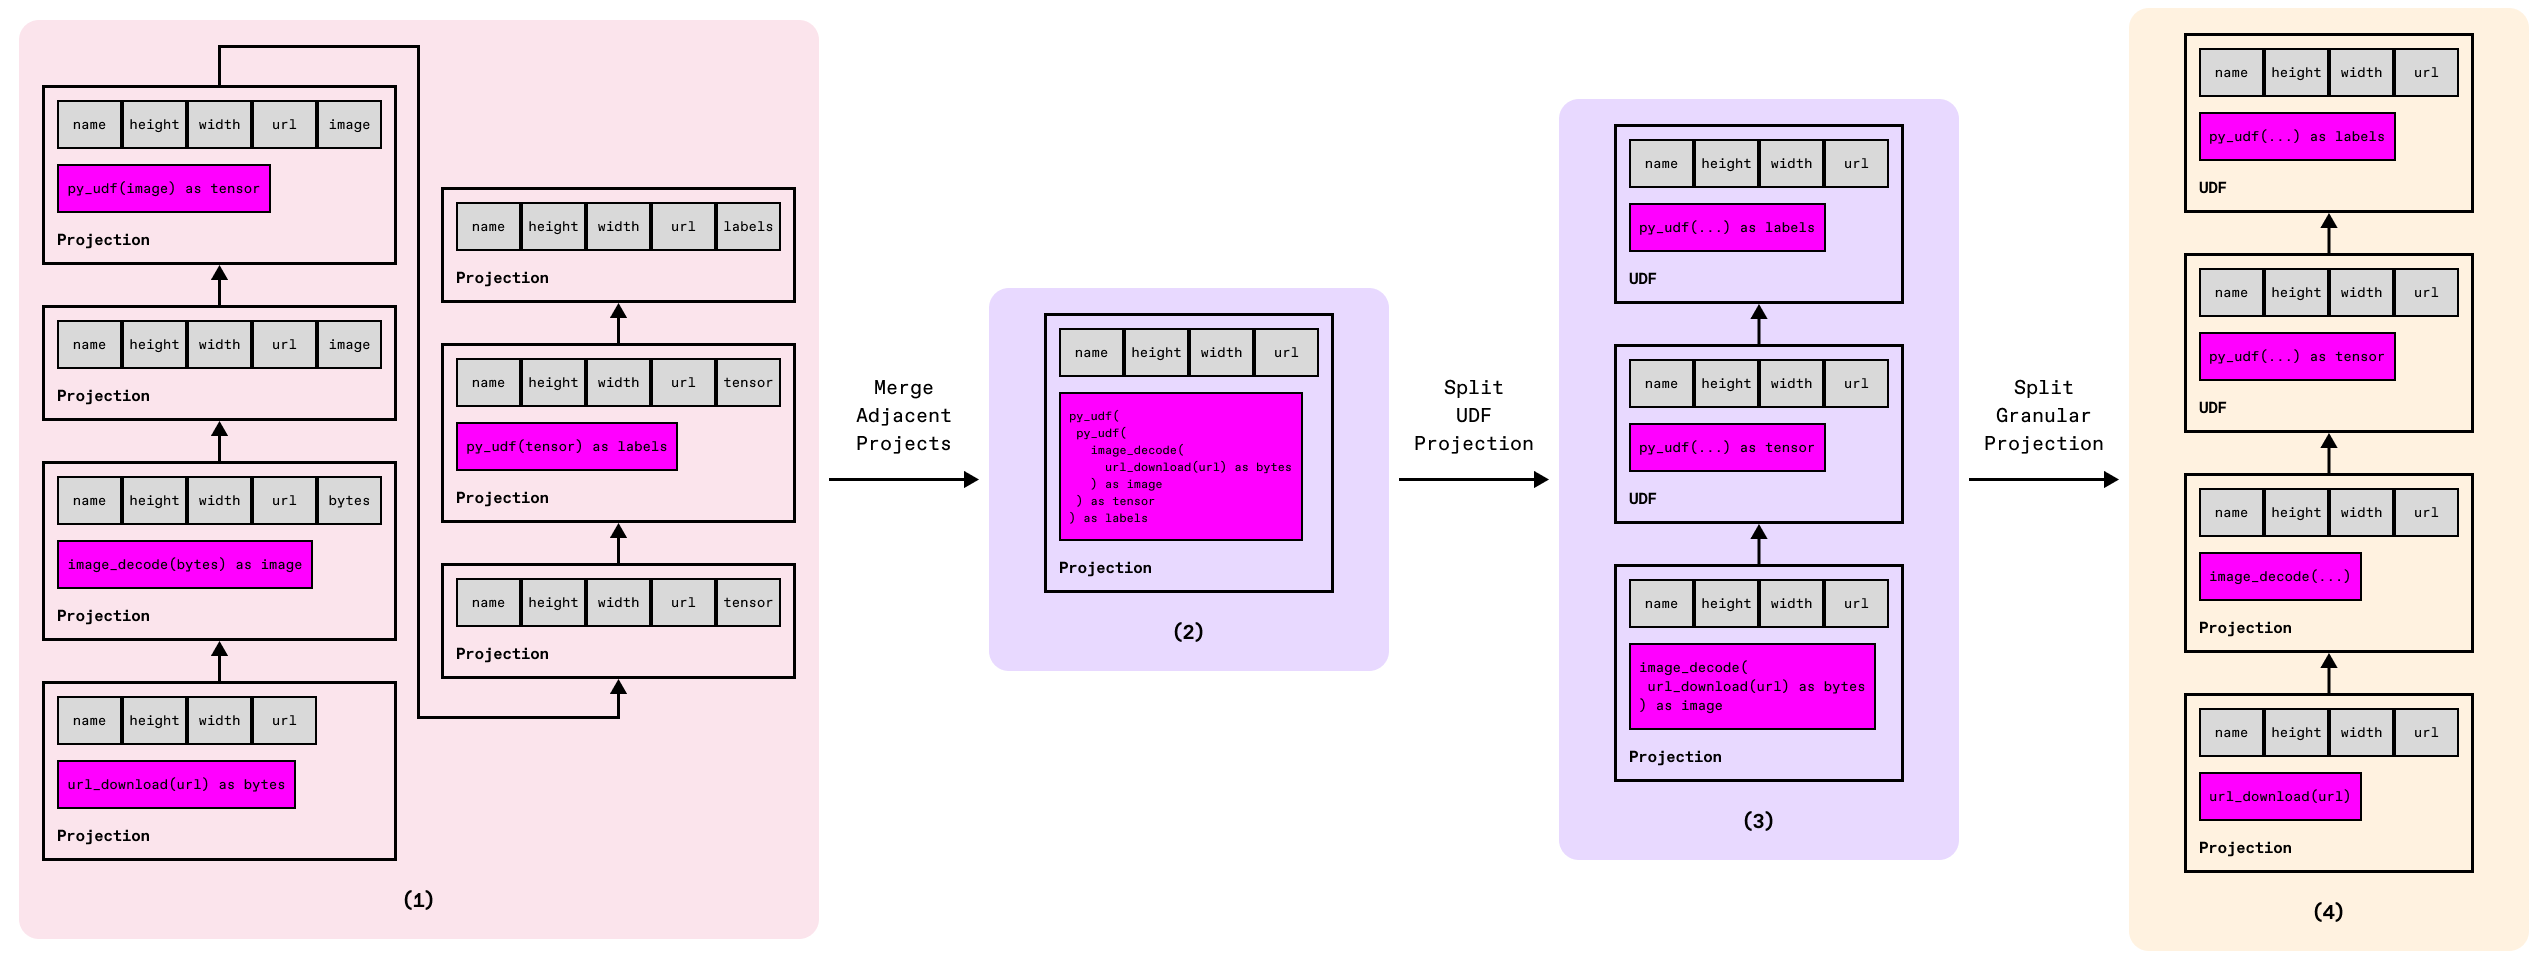 name height width url image
py_udf(image) as tensor
Projection
name height width url image
Projection
name height width url bytes
image_decode(bytes) as image
Projection
name height width url
url_download(url) as bytes
Projection
name height width url labels
Projection
name height width url tensor
py_udf(tensor) as labels
Projection
name height width url tensor
Projection
(1)
Merge
Adjacent
Projects
name height width url
py_udf(
py_udf(
image_decode(
url_download(url) as bytes
) as image
) as tensor
) as labels
Projection
(2)
Split
UDF
Projection
name height width url
py_udf(...) as labels
UDF
name height width url
py_udf(...) as tensor
UDF
name height width url
image_decode(
url_download(url) as bytes
) as image
Projection
(3)
Split
Granular
Projection
name height width url
py_udf(...) as labels
UDF
name height width url
py_udf(...) as tensor
UDF
name height width url
image_decode(...)
Projection
name height width url
url_download(url)
Projection
(4)